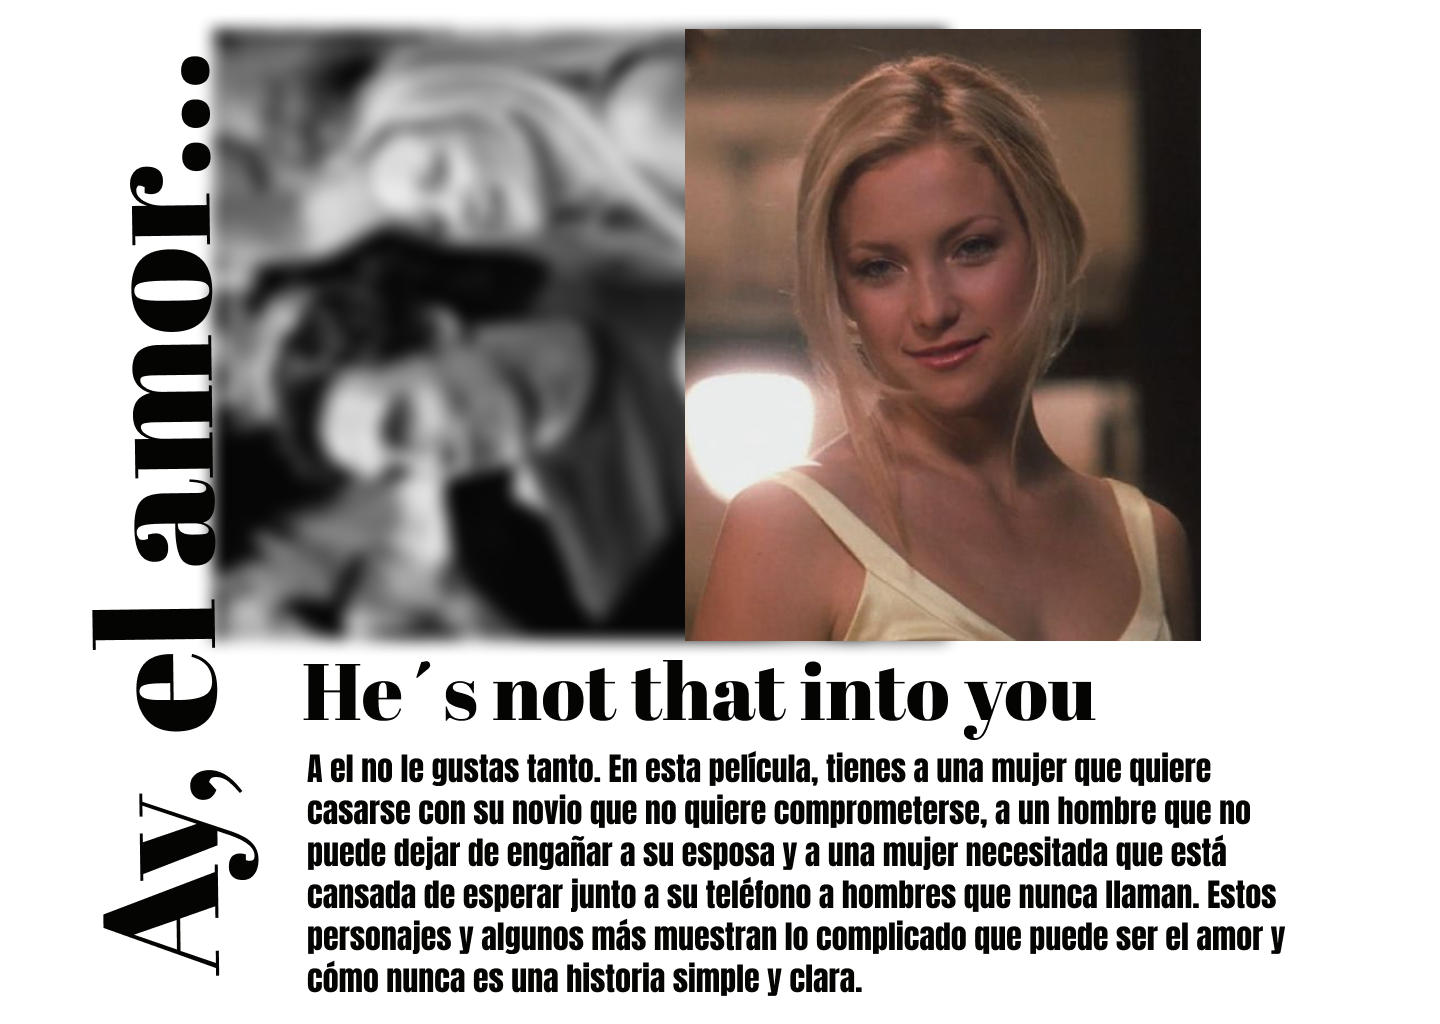 Ay, el amor...
He´s not that into you
A el no le gustas tanto. En esta película, tienes a una mujer que quiere
casarse con su novio que no quiere comprometerse, a un hombre que no
puede dejar de engañar a su esposa y a una mujer necesitada que está
cansada de esperar junto a su teléfono a hombres que nunca llaman. Estos
personajes y algunos más muestran lo complicado que puede ser el amor y
cómo nunca es una historia simple y clara.